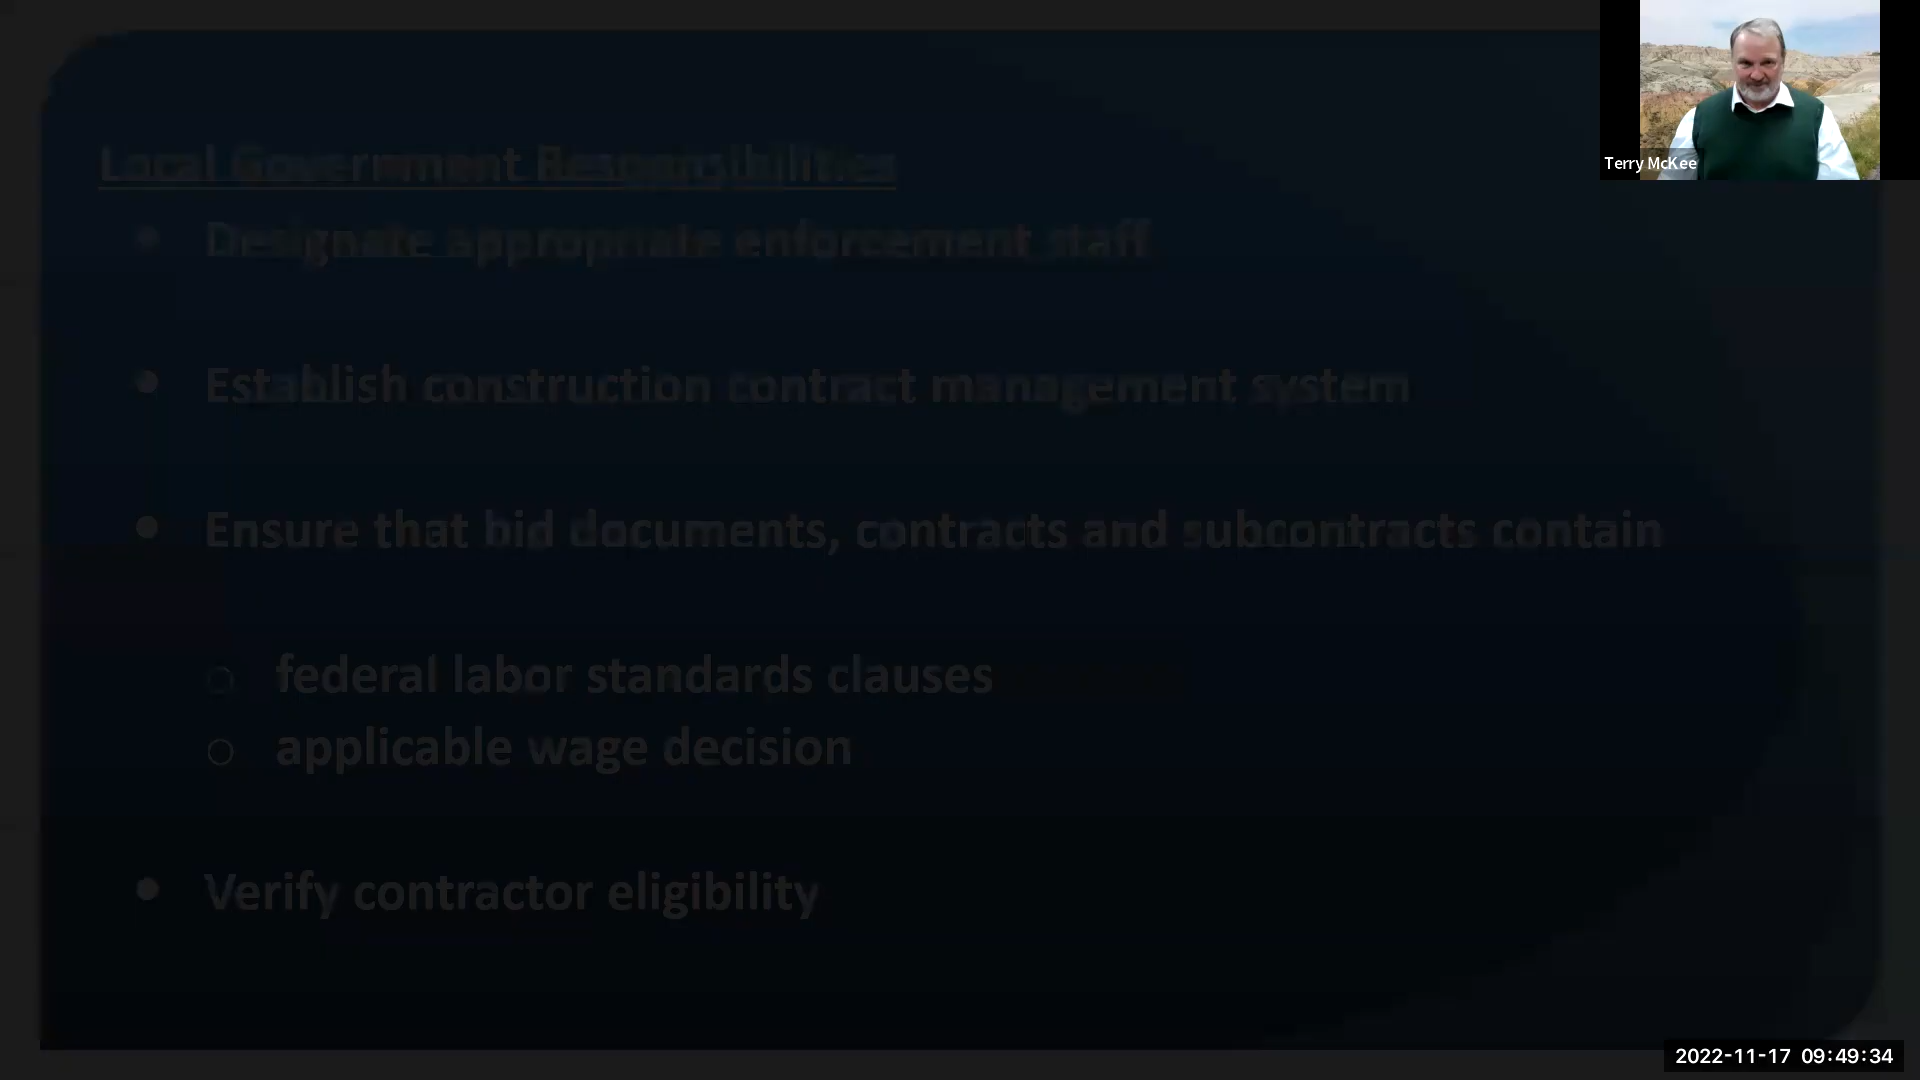 Local Government Responsibilities
Designate appropriate enforcement staff
Establish construction contract management system
Ensure that bid documents, contracts and subcontracts contain
federal labor standards clauses
applicable wage decision
Verify contractor eligibility
Terry McKee
2022-11-17 09:49:34